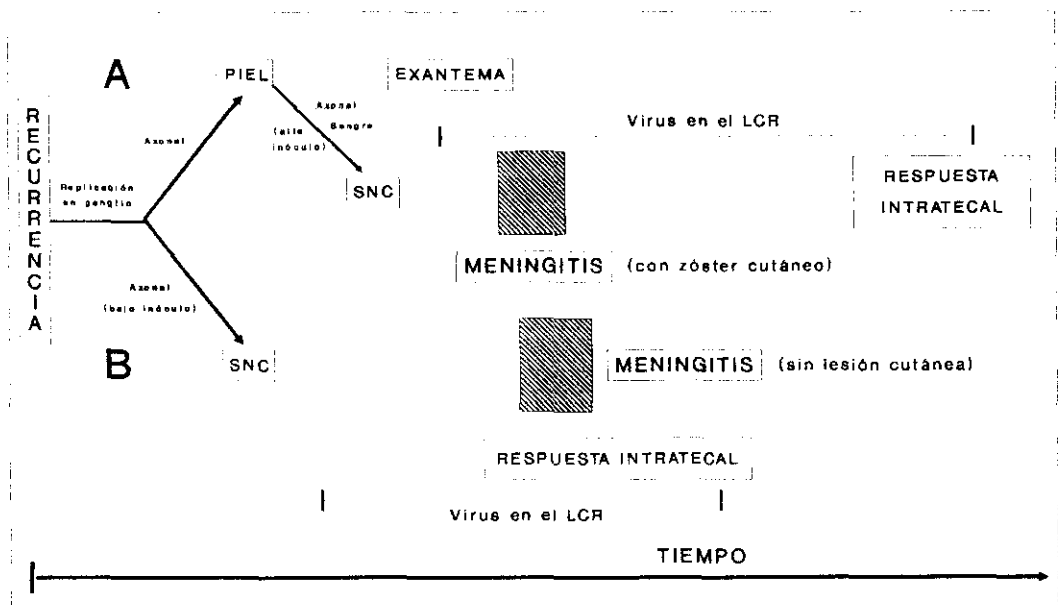 A
PIEL
EXANTEMA
RECURRENCIA
Axonal
Axonal
Sangre
(alto
inóculo)
Virus en el LCR
Replicación
en ganglio
SNC
RESPUESTA
INTRATECAL
MENINGITIS (con zóster cutáneo)
Axonal
(bajo inóculo)
B
SNC
MENINGITIS (sin lesión cutánea)
RESPUESTA INTRATECAL
Virus en el LCR
TIEMPO